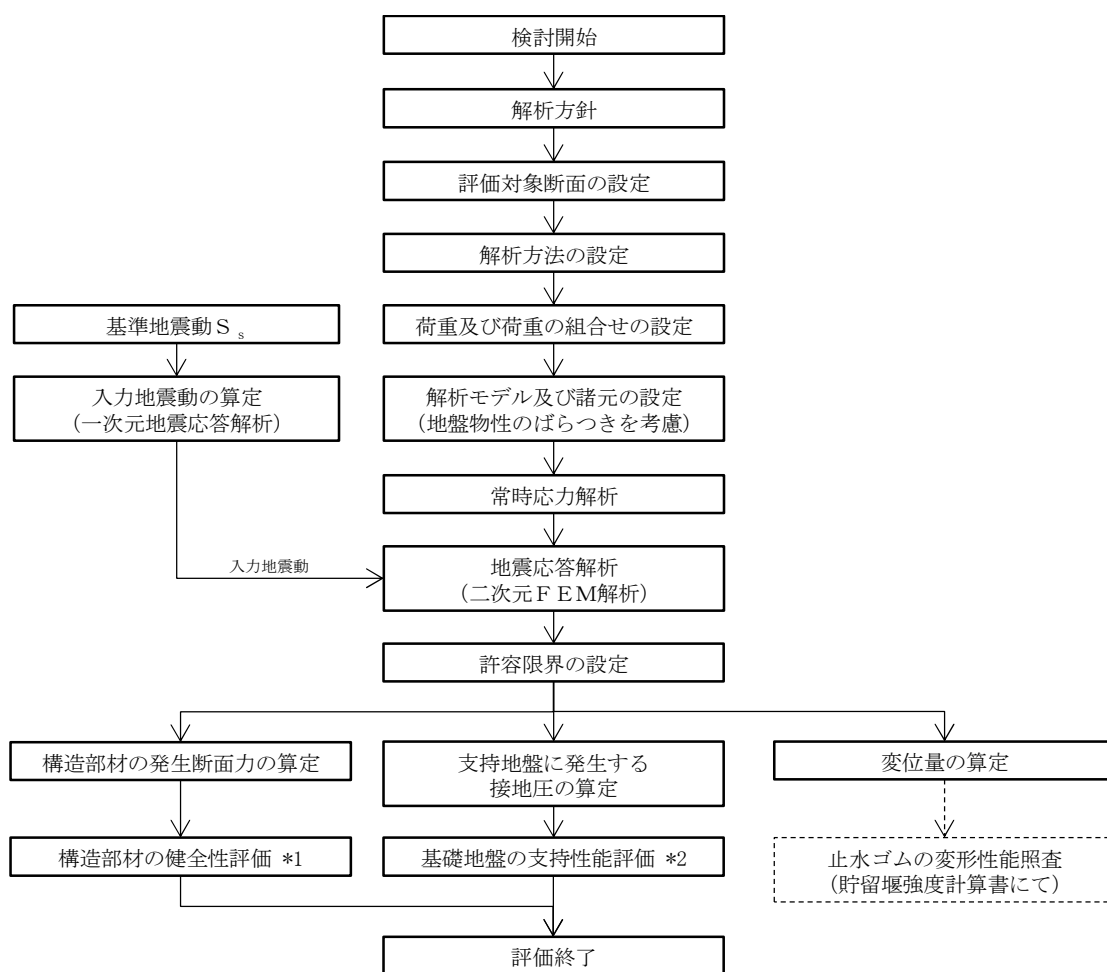 検討開始
解析方針
評価対象断面の設定
解析方法の設定
基準地震動Ｓｓ
荷重及び荷重の組合せの設定
入力地震動の算定
（一次元地震応答解析）
解析モデル及び諸元の設定
（地盤物性のばらつきを考慮）
常時応力解析
入力地震動
地震応答解析
（二次元ＦＥＭ解析）
許容限界の設定
構造部材の発生断面力の算定
支持地盤に発生する
接地圧の算定
変位量の算定
構造部材の健全性評価 *1
基礎地盤の支持性能評価 *2
止水ゴムの変形性能照査
（貯留堰強度計算書にて）
評価終了